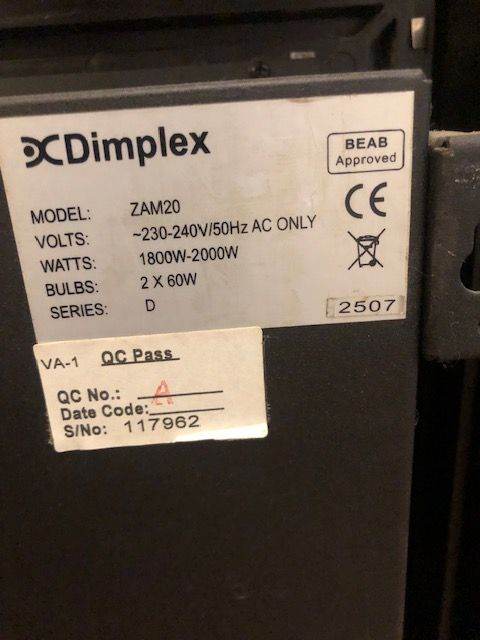 Dimplex
BEAB
Approved
MODEL: ZAM20
VOLTS: ~230-240V/50Hz AC ONLY
WATTS: 1800W-2000W
BULBS: 2 X 60W
SERIES: D
CE
2507
VA-1 QC Pass
QC No.: A
Date Code:
S/No: 117962